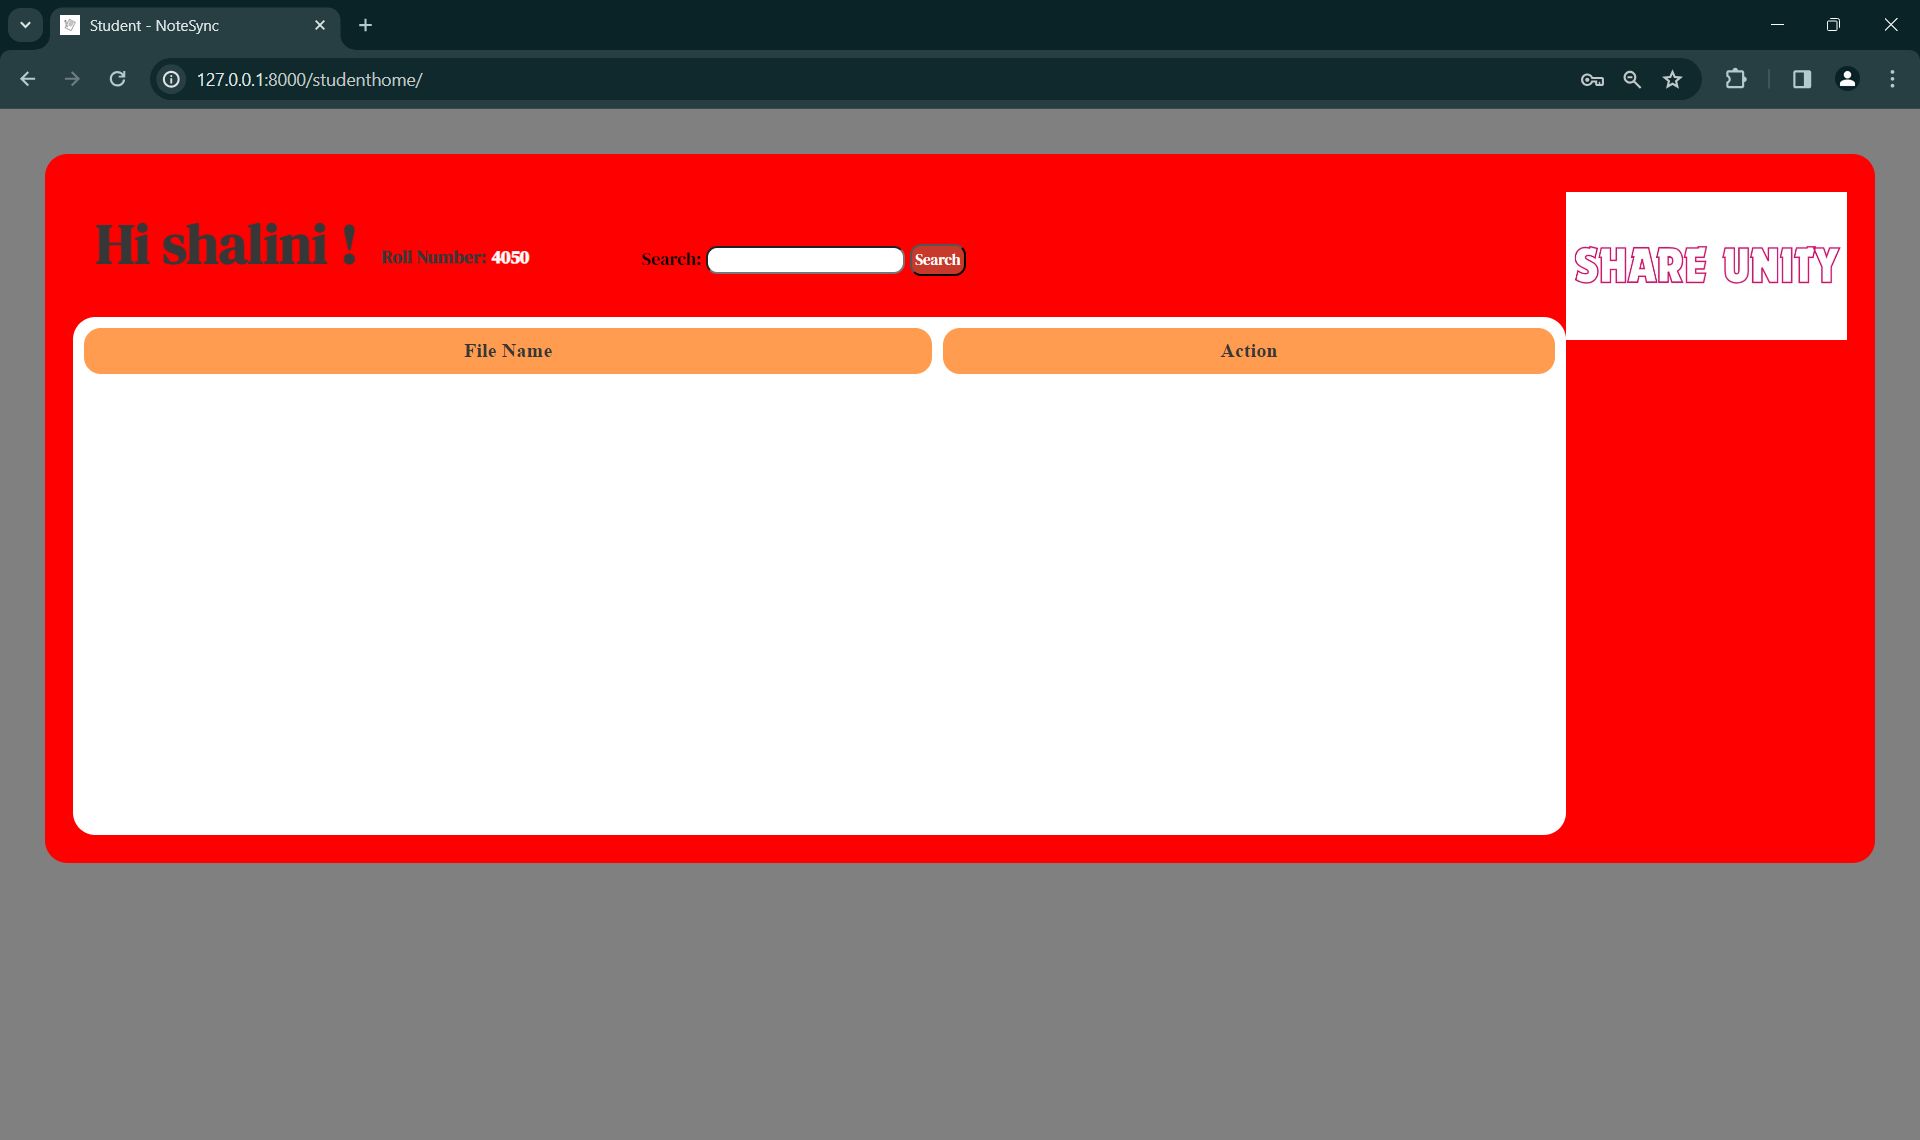 Student - NoteSync
127.0.0.1:8000/studenthome/
Hi shalini !
Roll Number: 4050
Search:
Search
SHARE UNITY
File Name
Action